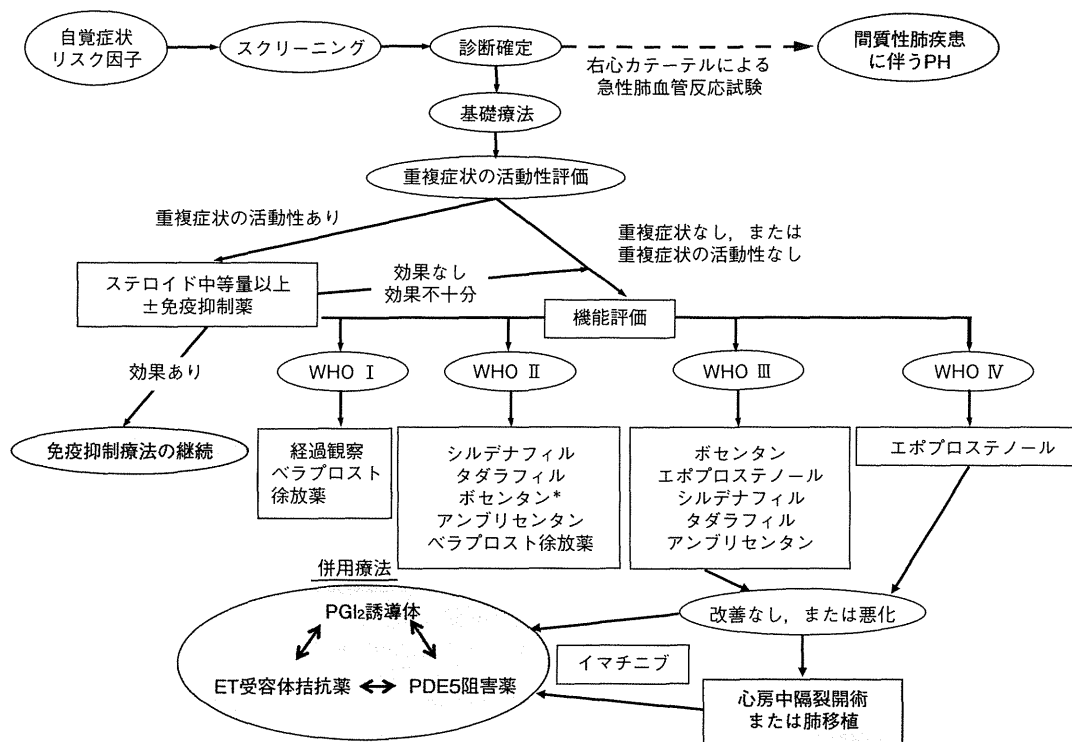 自覚症状
リスク因子
スクリーニング
診断確定
右心カテーテルによる
急性肺血管反応試験
間質性肺疾患
に伴うPH
基礎療法
重複症状の活動性評価
重複症状の活動性あり
重複症状なし，または
重複症状の活動性なし
ステロイド中等量以上
±免疫抑制薬
効果なし
効果不十分
機能評価
効果あり
免疫抑制療法の継続
WHO Ⅰ
WHO Ⅱ
WHO Ⅲ
WHO Ⅳ
経過観察
ベラプロスト
徐放薬
シルデナフィル
タダラフィル
ボセンタン*
アンブリセンタン
ベラプロスト徐放薬
ボセンタン
エポプロステノール
シルデナフィル
タダラフィル
アンブリセンタン
エポプロステノール
併用療法
PGI₂誘導体
ET受容体拮抗薬
PDE5阻害薬
改善なし，または悪化
イマチニブ
心房中隔裂開術
または肺移植